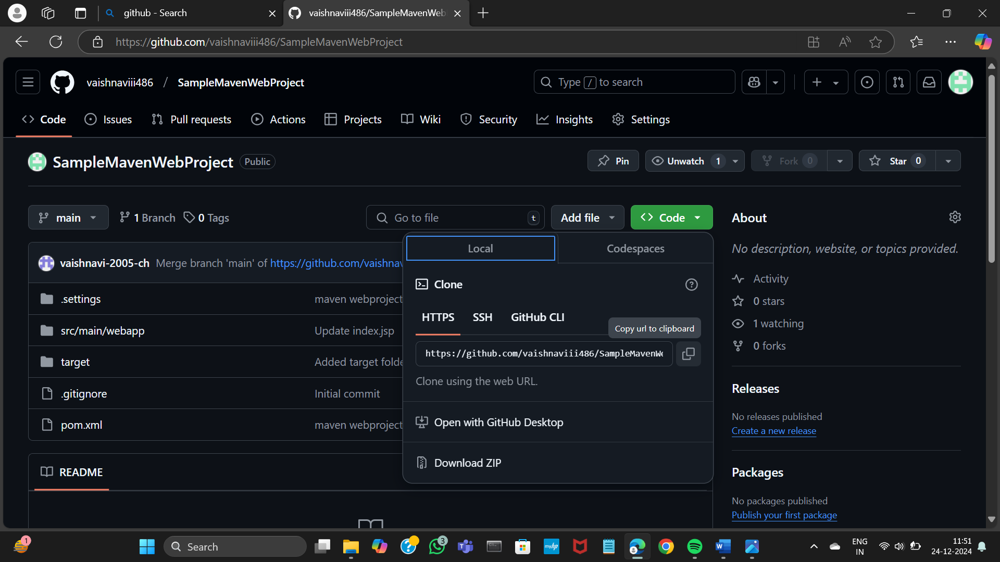 github - Search
vaishnaviii486/SampleMavenWeb
https://github.com/vaishnaviii486/SampleMavenWebProject
vaishnaviii486 / SampleMavenWebProject
Type / to search
Code Issues Pull requests Actions Projects Wiki Security Insights Settings
SampleMavenWebProject Public
Pin Unwatch 1 Fork 0 Star 0
main 1 Branch 0 Tags
Go to file t Add file Code
About
Local Codespaces
No description, website, or topics provided.
vaishnavi-2005-ch Merge branch 'main' of https://github.com/vaishnav
Clone
Activity
.settings maven webproject
0 stars
HTTPS SSH GitHub CLI
Copy url to clipboard
1 watching
src/main/webapp Update index.jsp
0 forks
https://github.com/vaishnaviii486/SampleMavenWe
target Added target folde
Clone using the web URL.
Releases
.gitignore Initial commit
No releases published
Create a new release
pom.xml maven webproject
Open with GitHub Desktop
Download ZIP
README
Packages
No packages published
Publish your first package
1
Search
3
myhp
ENG
IN
11:51
24-12-2024